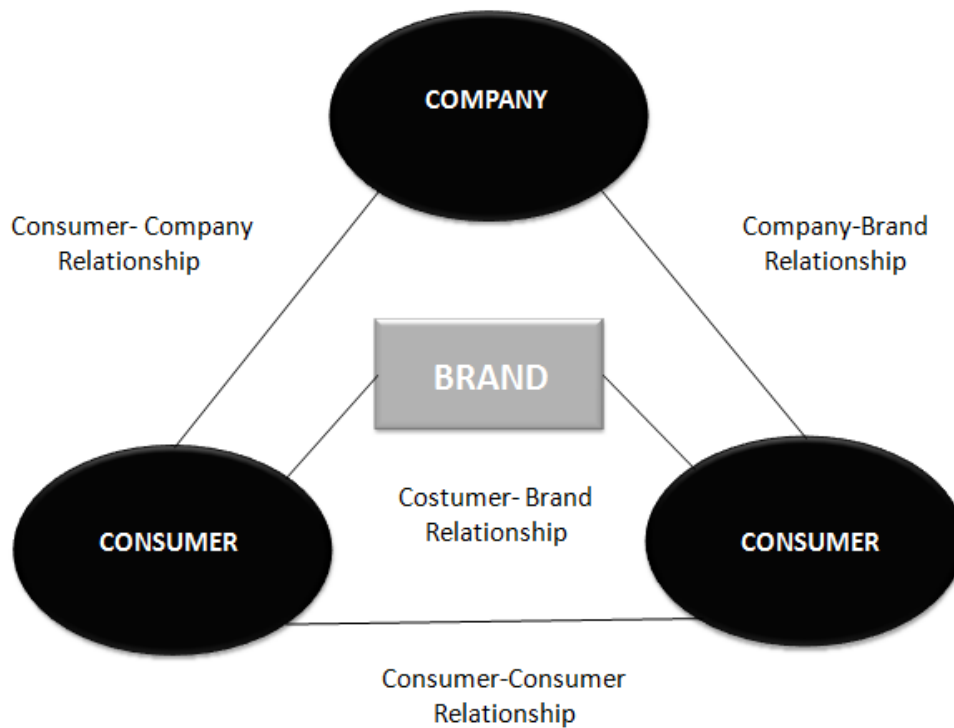 COMPANY
Consumer- Company
Relationship
Company-Brand
Relationship
BRAND
Costumer- Brand
Relationship
CONSUMER
CONSUMER
Consumer-Consumer
Relationship